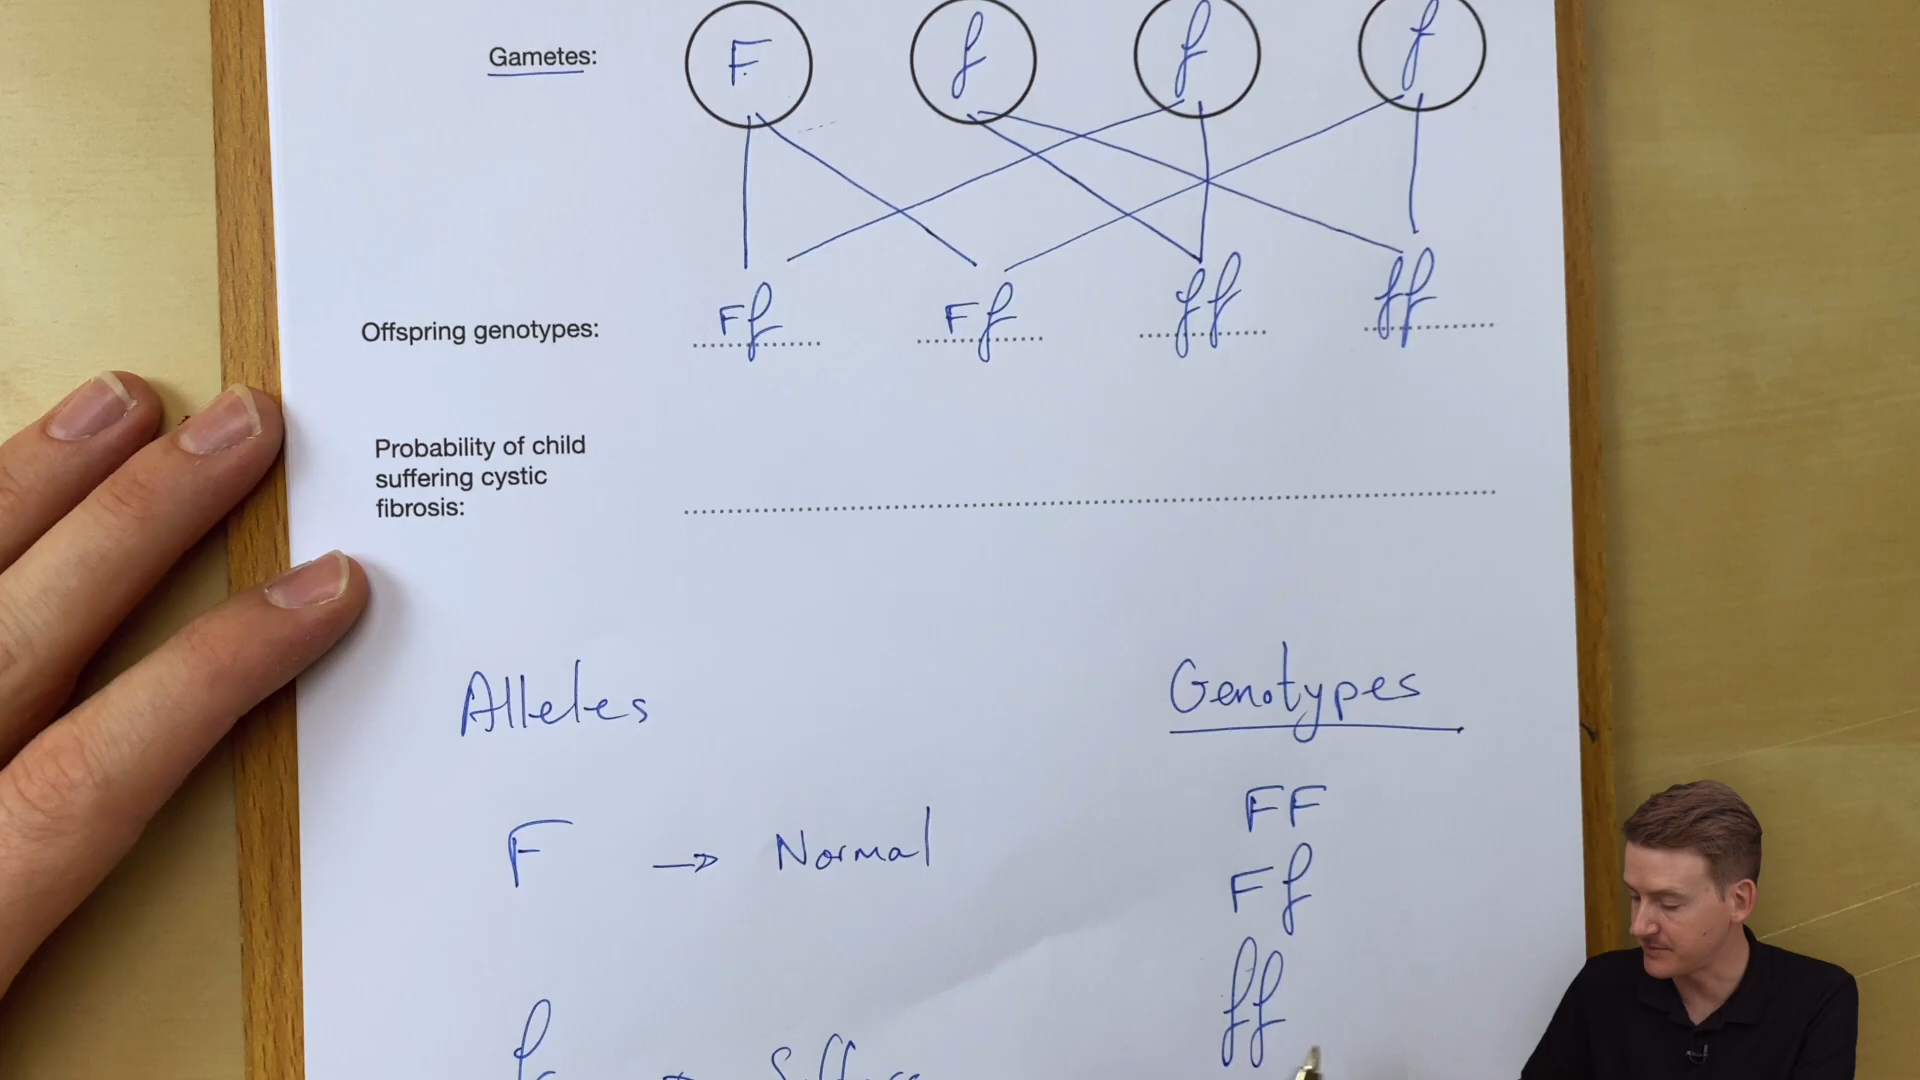 Gametes: F f f f
Offspring genotypes: Ff Ff ff ff
Probability of child
suffering cystic
fibrosis:
Alleles Genotypes
FF
F → Normal
Ff
ff
f → Suffers